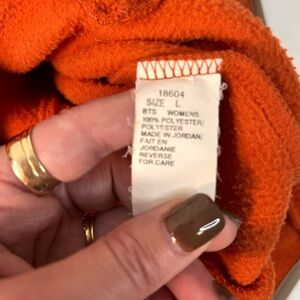 18604
SIZE L
BTS WOMENS
100% POLYESTER/
POLYESTER
MADE IN JORDAN/
FAIT EN
JORDANIE
REVERSE
FOR CARE